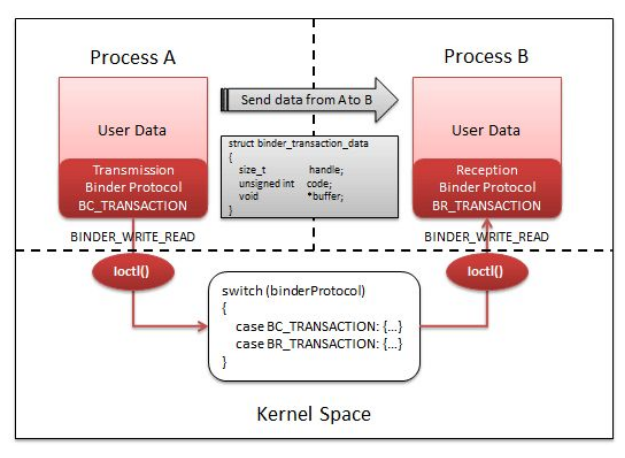 Process A
Process B
Send data from A to B
User Data
User Data
struct binder_transaction_data
{
size_t handle;
unsigned int code;
void *buffer;
}
Transmission
Binder Protocol
BC_TRANSACTION
Reception
Binder Protocol
BR_TRANSACTION
BINDER_WRITE_READ
BINDER_WRITE_READ
Ioctl()
Ioctl()
switch (binderProtocol)
{
case BC_TRANSACTION: {...}
case BR_TRANSACTION: {...}
}
Kernel Space